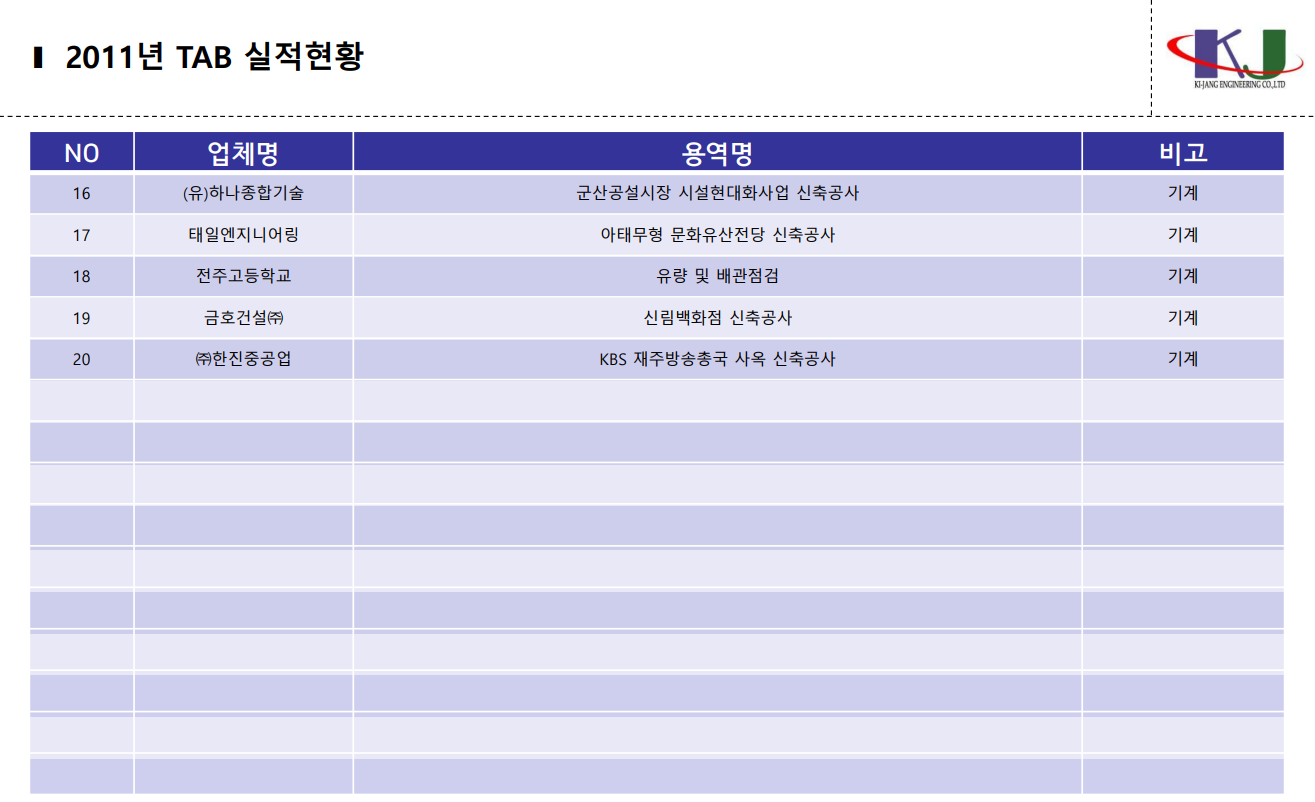 2011년 TAB 실적현황
KJ
KI-JANG ENGINEERING CO.,LTD
NO 업체명 용역명 비고
16 (유)하나종합기술 군산공설시장 시설현대화사업 신축공사 기계
17 태일엔지니어링 아태무형 문화유산전당 신축공사 기계
18 전주고등학교 유량 및 배관점검 기계
19 금호건설㈜ 신림백화점 신축공사 기계
20 ㈜한진중공업 KBS 재주방송총국 사옥 신축공사 기계